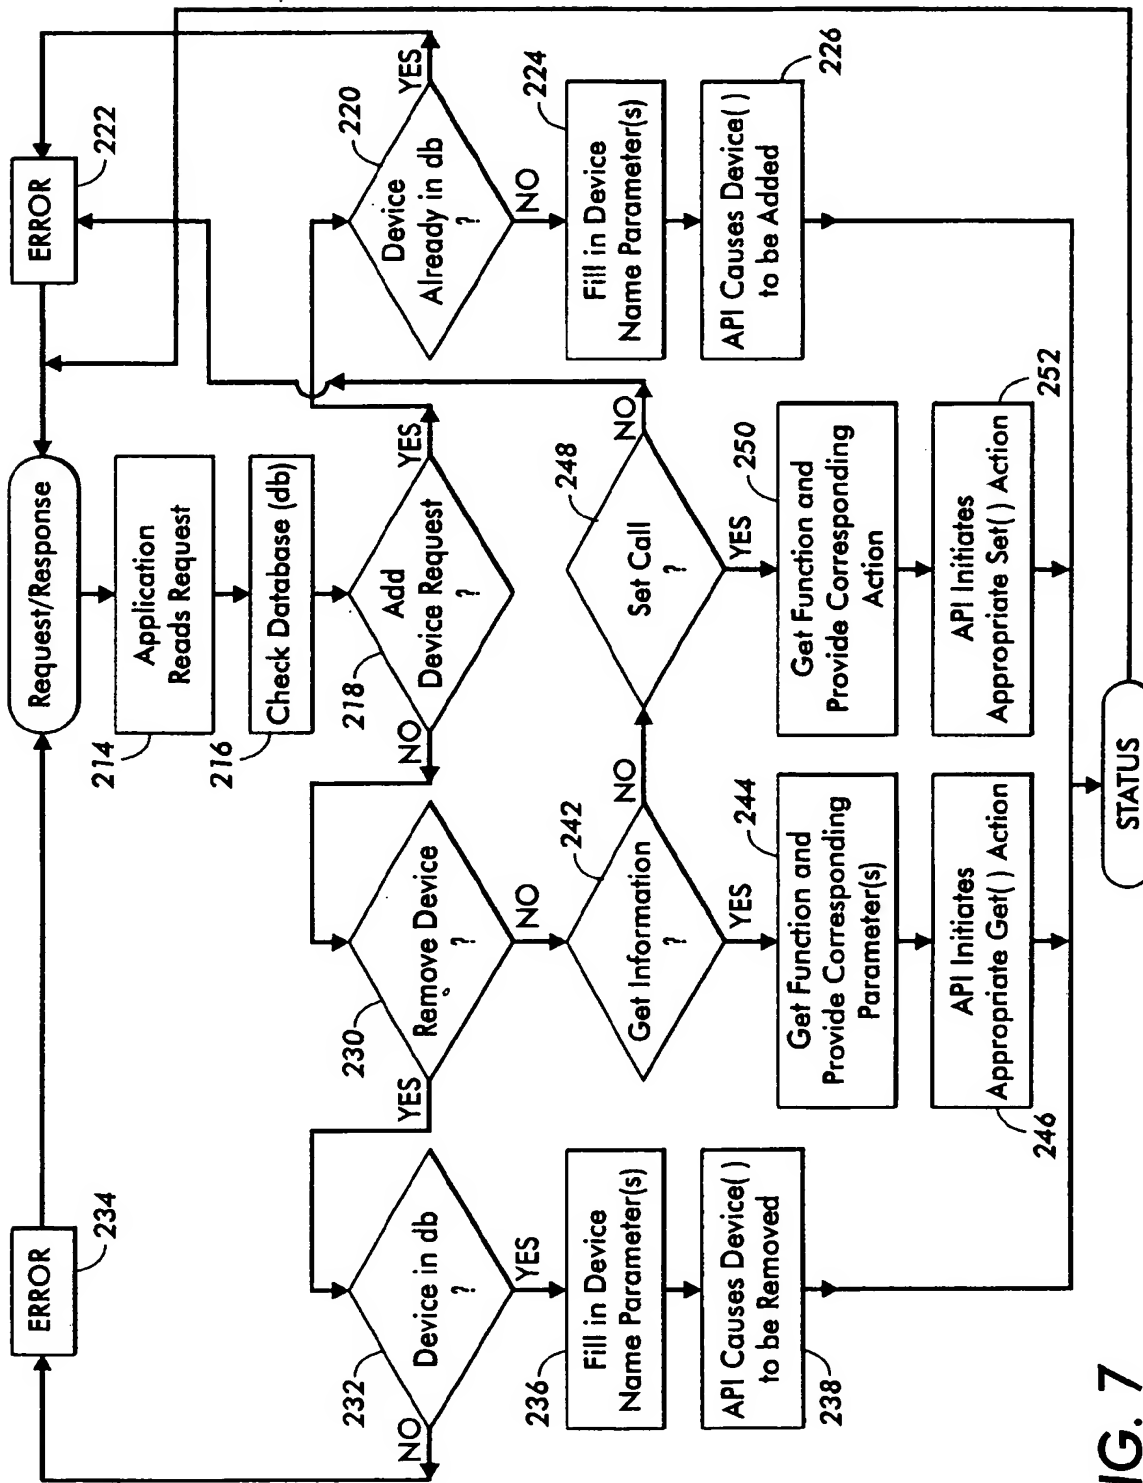 ERROR
234
Request/Response
ERROR
222
Application
Reads Request
214
Check Database (db)
216
Add
Device Request
?
218
YES
NO
Device
Already in db
?
220
YES
NO
Remove Device
?
230
YES
NO
Device in db
?
232
NO
YES
Fill in Device
Name Parameter(s)
236
API Causes Device( )
to be Removed
238
Get Information
?
242
NO
YES
Get Function and
Provide Corresponding
Parameter(s)
244
API Initiates
Appropriate Get( ) Action
246
Set Call
?
248
NO
YES
Get Function and
Provide Corresponding
Action
250
API Initiates
Appropriate Set( ) Action
252
Fill in Device
Name Parameter(s)
224
API Causes Device( )
to be Added
226
STATUS
FIG. 7